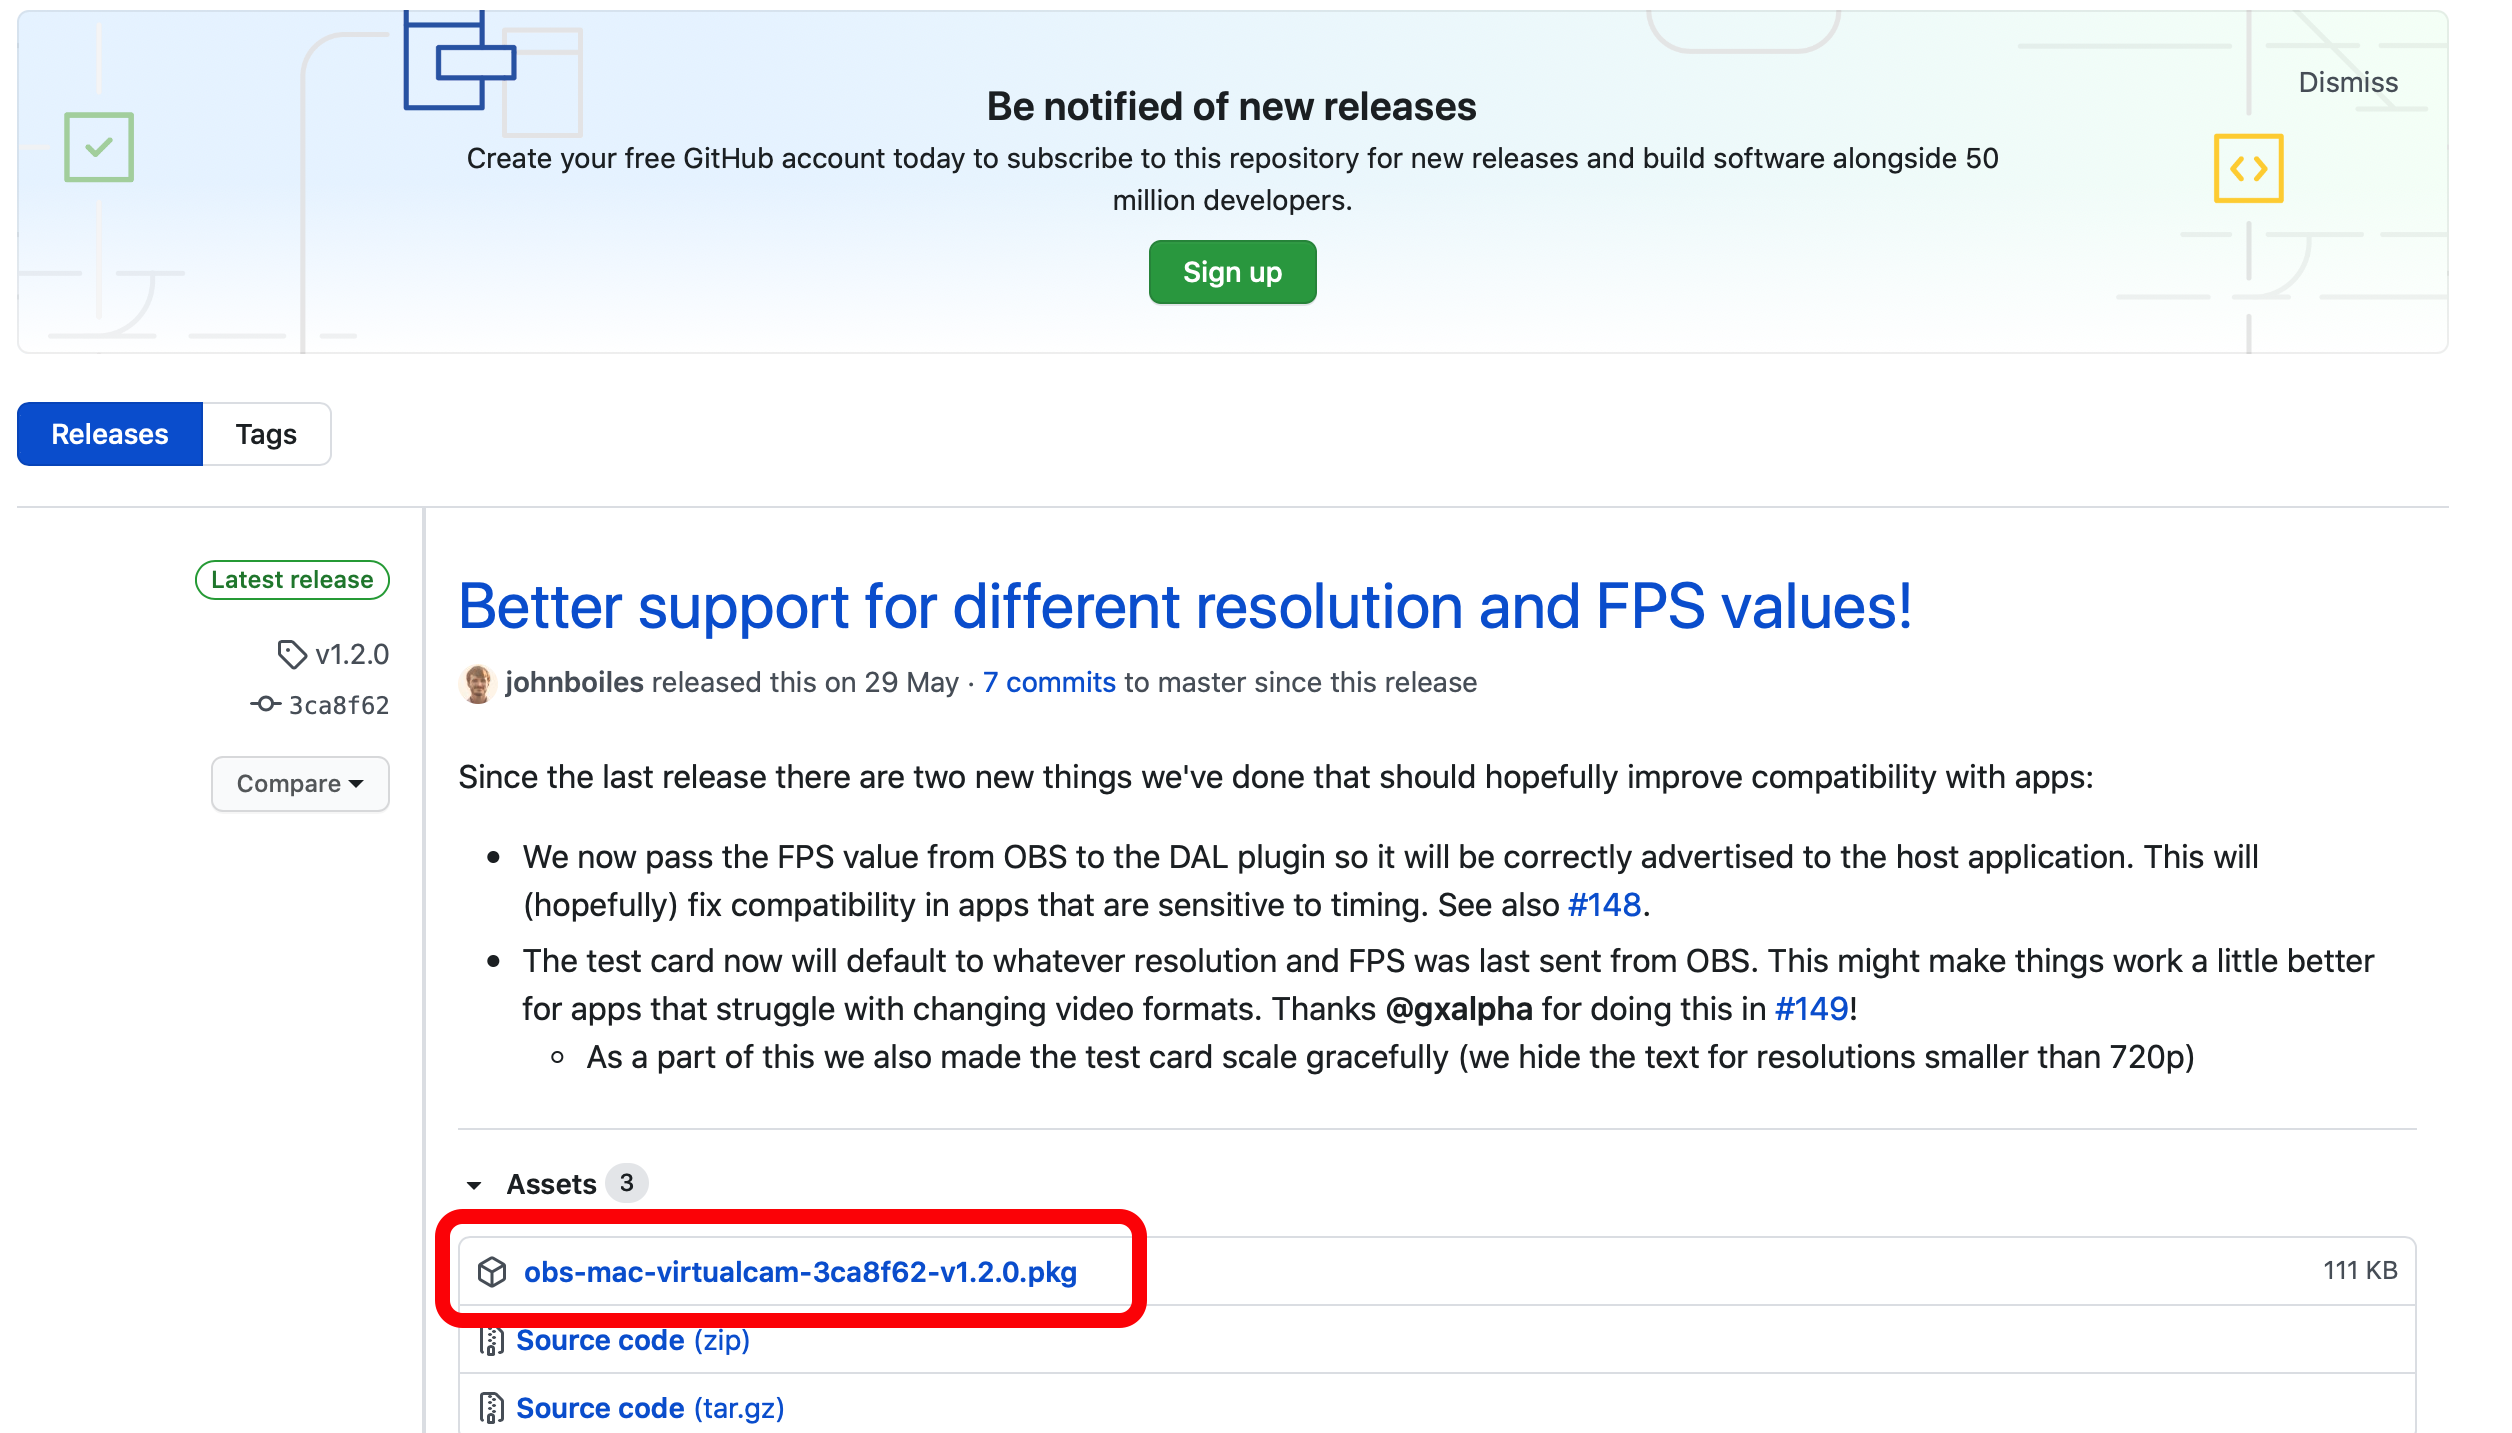 Be notified of new releases
Dismiss
Create your free GitHub account today to subscribe to this repository for new releases and build software alongside 50
million developers.
Sign up
Releases
Tags
Latest release
v1.2.0
3ca8f62
Compare
Better support for different resolution and FPS values!
johnboiles released this on 29 May · 7 commits to master since this release
Since the last release there are two new things we've done that should hopefully improve compatibility with apps:
• We now pass the FPS value from OBS to the DAL plugin so it will be correctly advertised to the host application. This will
(hopefully) fix compatibility in apps that are sensitive to timing. See also #148.
• The test card now will default to whatever resolution and FPS was last sent from OBS. This might make things work a little better
for apps that struggle with changing video formats. Thanks @gxalpha for doing this in #149!
◦ As a part of this we also made the test card scale gracefully (we hide the text for resolutions smaller than 720p)
Assets 3
obs-mac-virtualcam-3ca8f62-v1.2.0.pkg
111 KB
Source code (zip)
Source code (tar.gz)